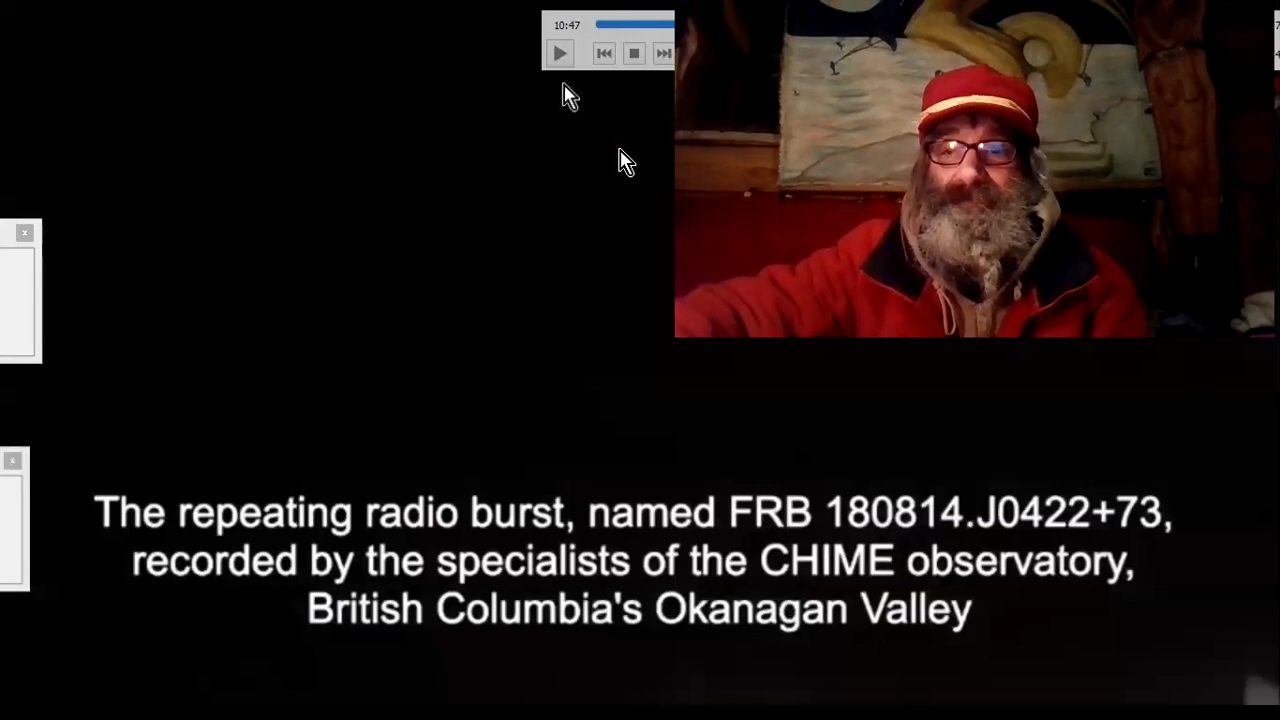 10:47
x
x
The repeating radio burst, named FRB 180814.J0422+73,
recorded by the specialists of the CHIME observatory,
British Columbia's Okanagan Valley